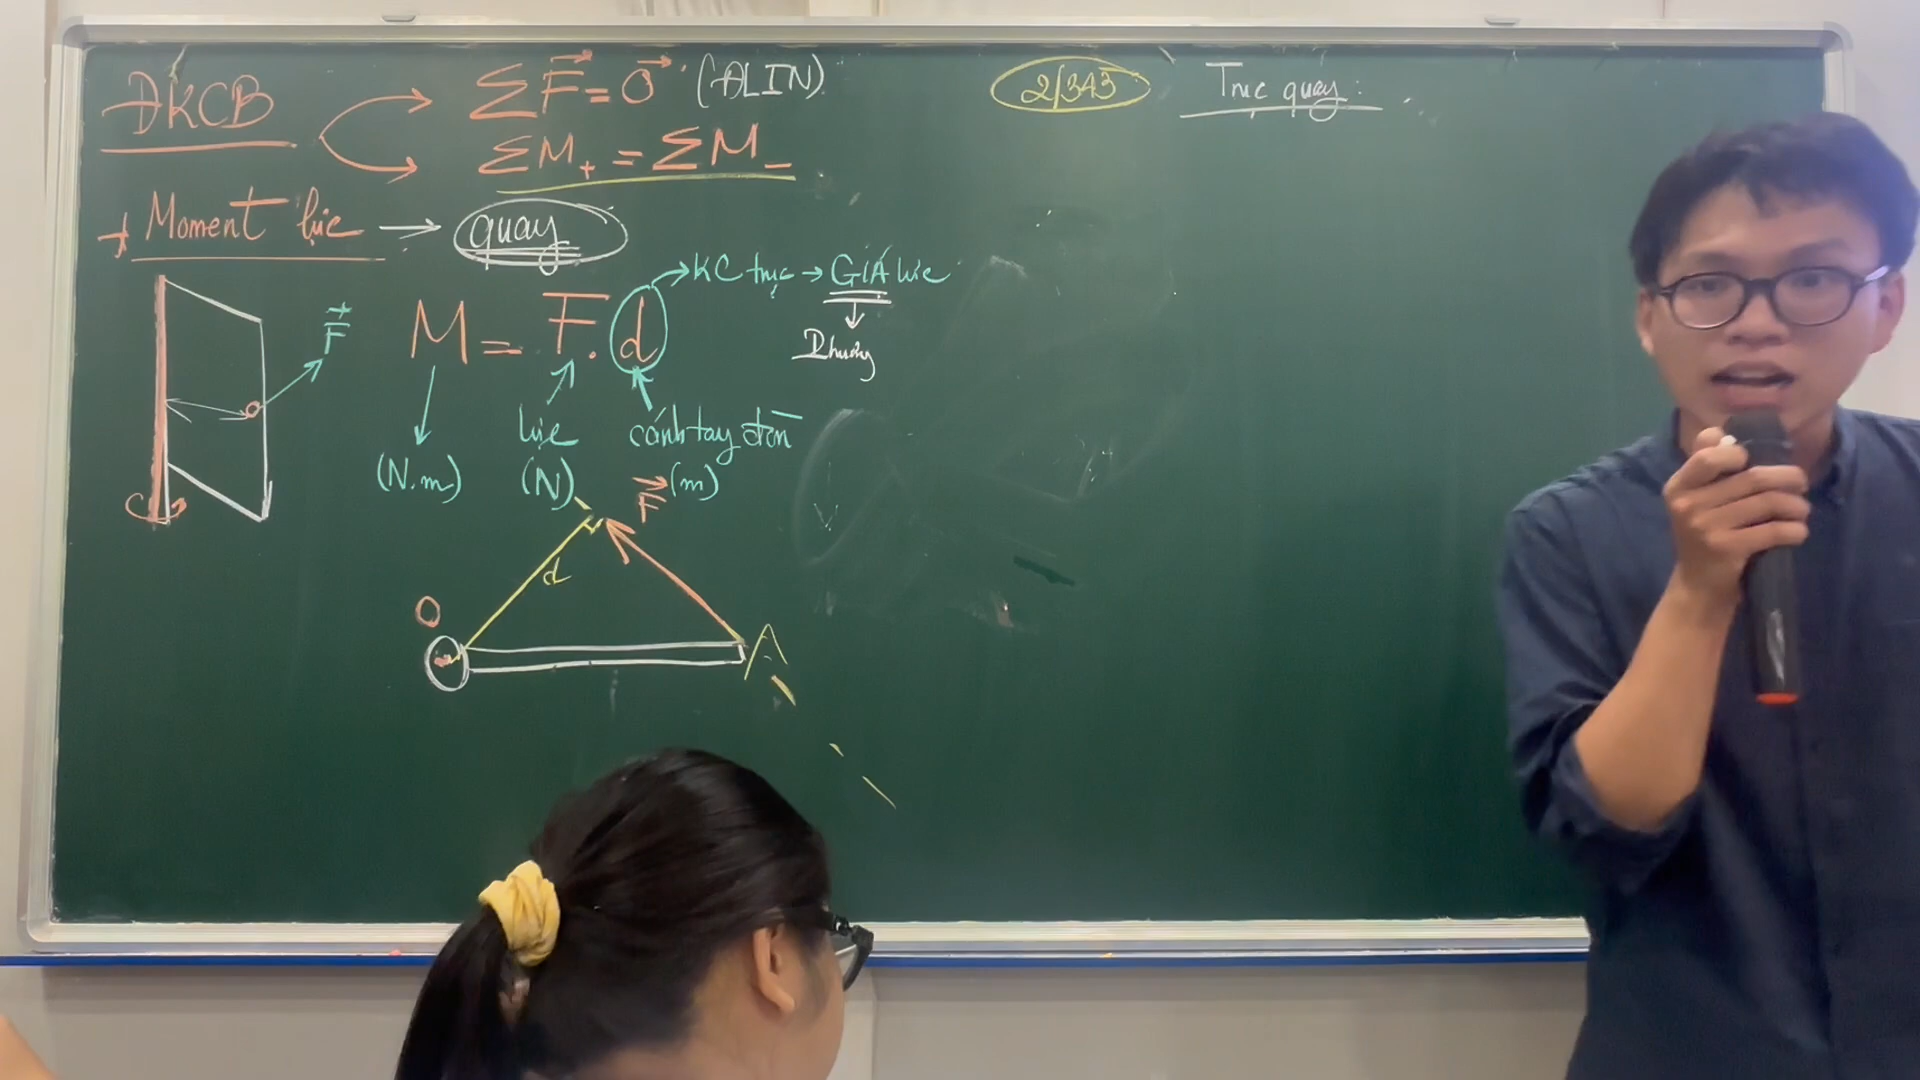 ĐKCB
ΣF⃗ = 0⃗ (ĐLIN)
ΣM₊ = ΣM₋
+ Moment lực → quay
M = F.d
→ KC trục → GIÁ lực
↓
Phương
F⃗
(N.m)
lực
(N)
cánh tay đòn
(m)
F⃗
d
O
A
2/343
Trục quay: